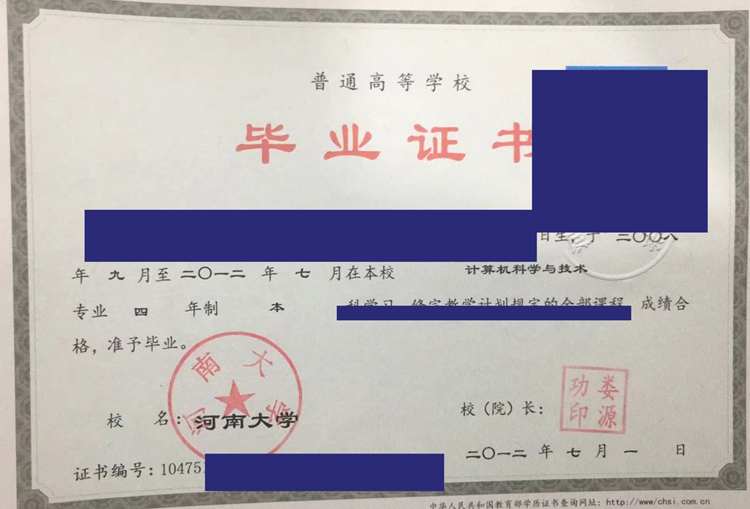 普通高等学校
毕业证书
日生，于 二〇〇八
年 九 月至 二〇一二 年 七 月在本校 计算机科学与技术
专业 四 年制 本 科学习，修完教学计划规定的全部课程，成绩合
格，准予毕业。
河南大学
校 名：河南大学
校（院）长：
娄源功印
二〇一二 年 七 月 一 日
证书编号：10475
中华人民共和国教育部学历证书查询网址：http://www.chsi.com.cn